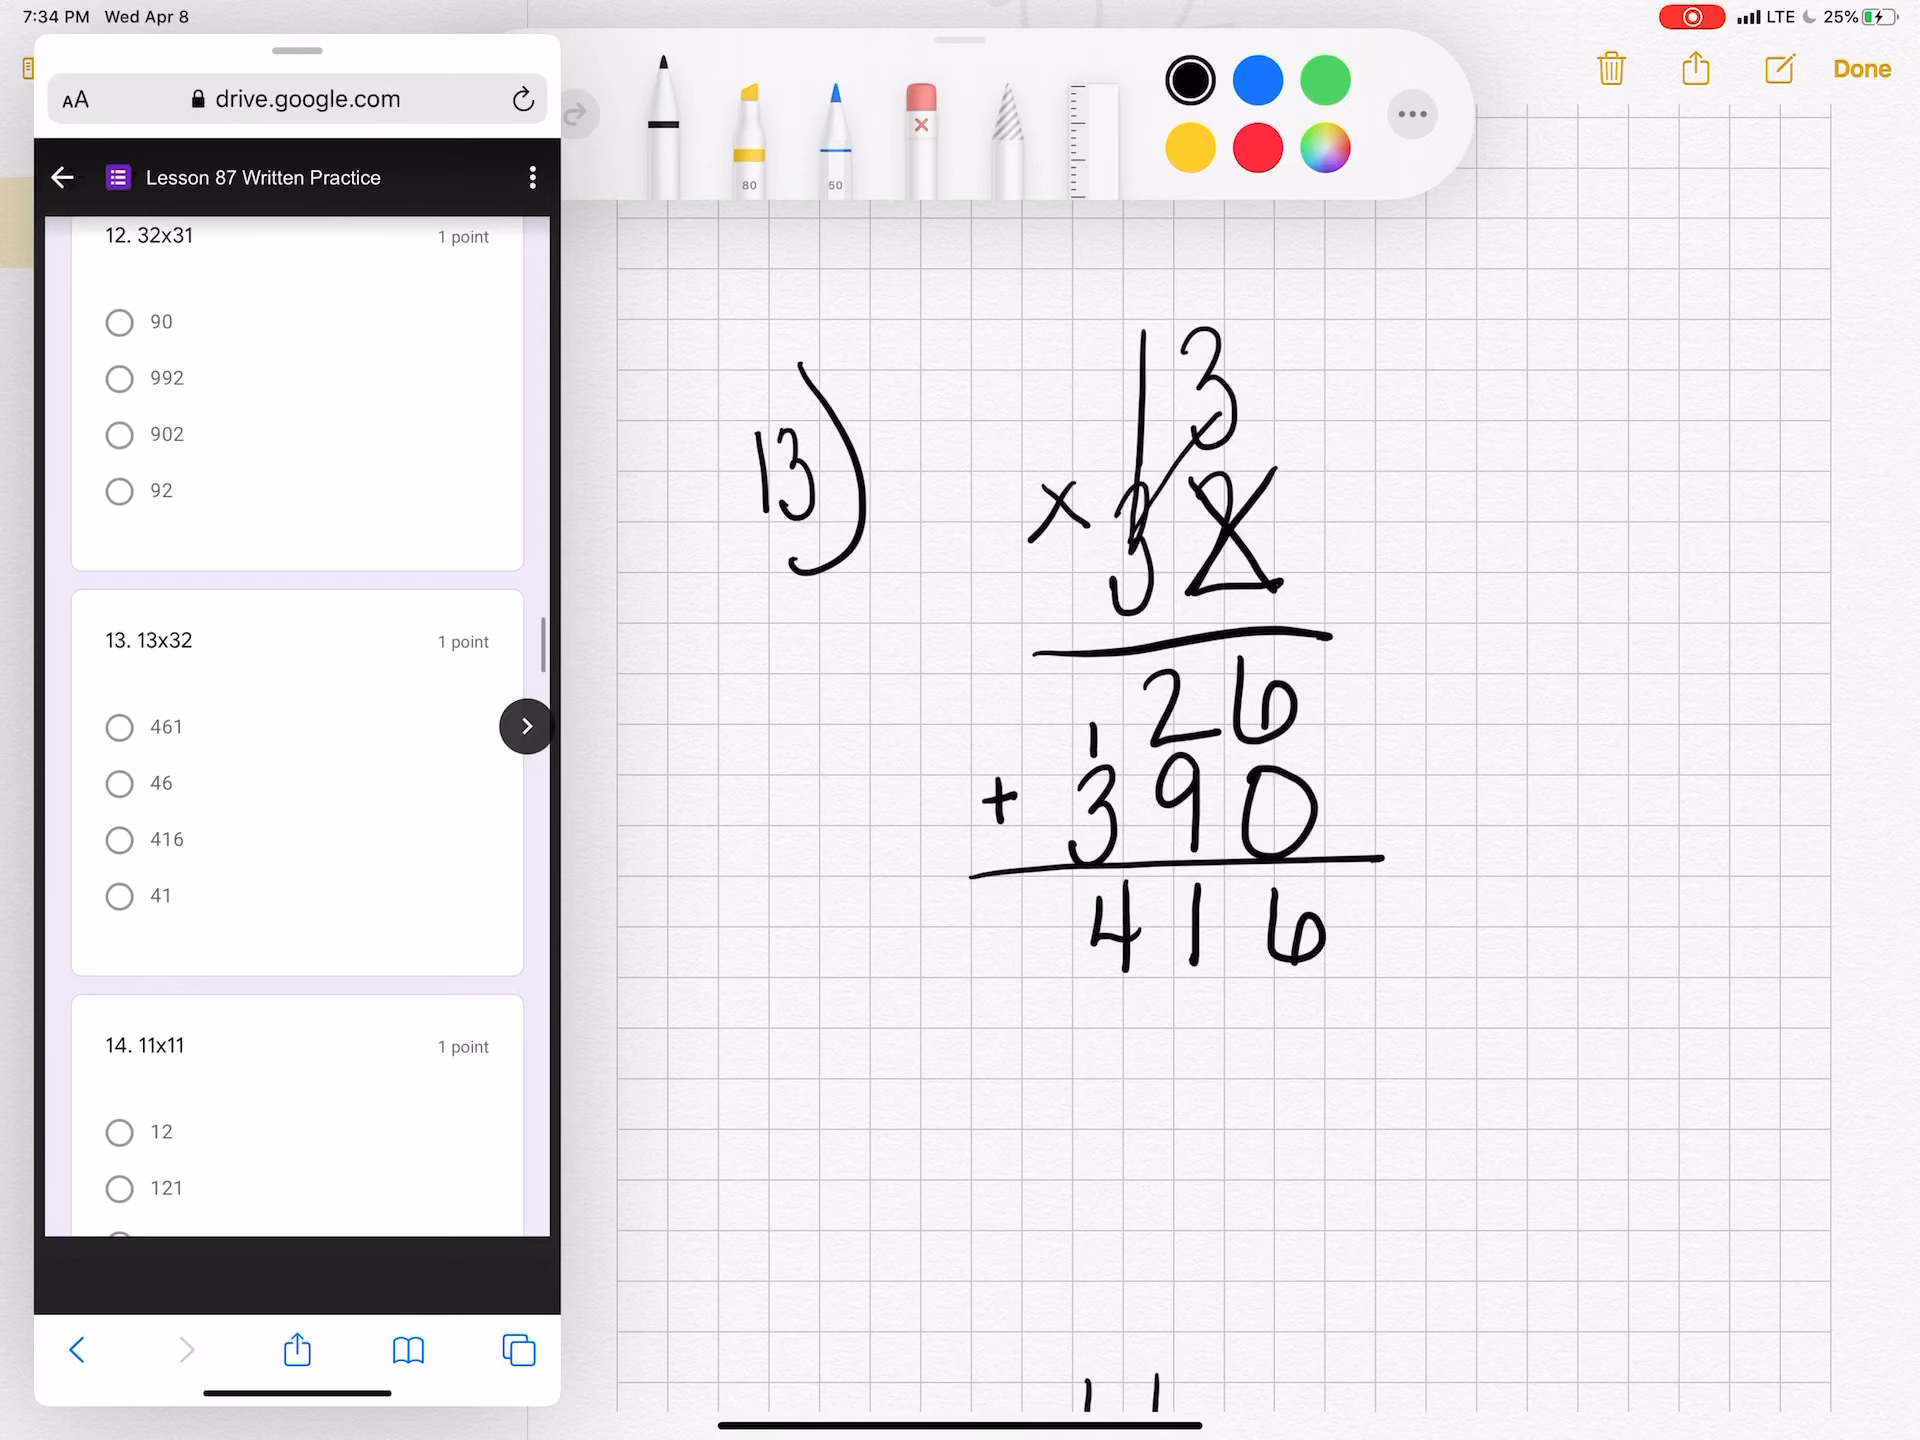 7:34 PM Wed Apr 8
LTE 25%
AA drive.google.com
Done
80
50
Lesson 87 Written Practice
12. 32x31 1 point
90
992
902
92
13. 13x32 1 point
461
46
416
41
14. 11x11 1 point
12
121
13)
13
x 32
26
1
+ 390
416
11